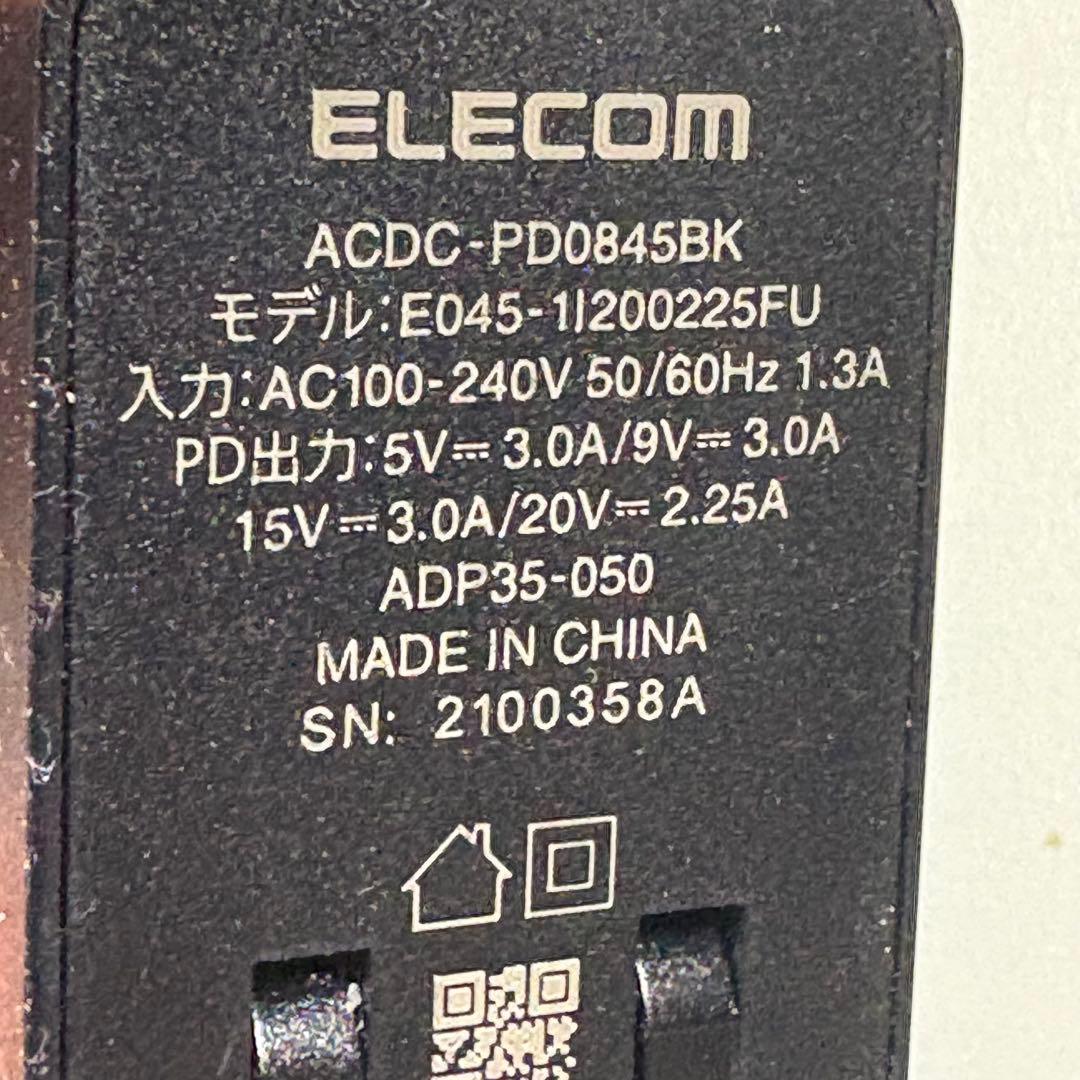 ELECOM
ACDC-PD0845BK
モデル:E045-1I200225FU
入力:AC100-240V 50/60Hz 1.3A
PD出力:5V⎓3.0A/9V⎓3.0A
15V⎓3.0A/20V⎓2.25A
ADP35-050
MADE IN CHINA
SN: 2100358A